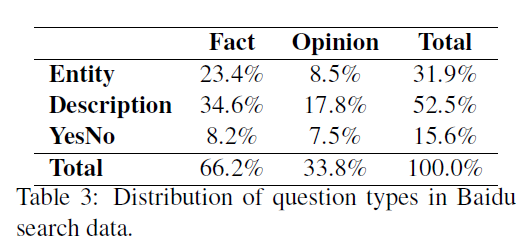 Fact Opinion Total
Entity 23.4% 8.5% 31.9%
Description 34.6% 17.8% 52.5%
YesNo 8.2% 7.5% 15.6%
Total 66.2% 33.8% 100.0%
Table 3: Distribution of question types in Baidu
search data.